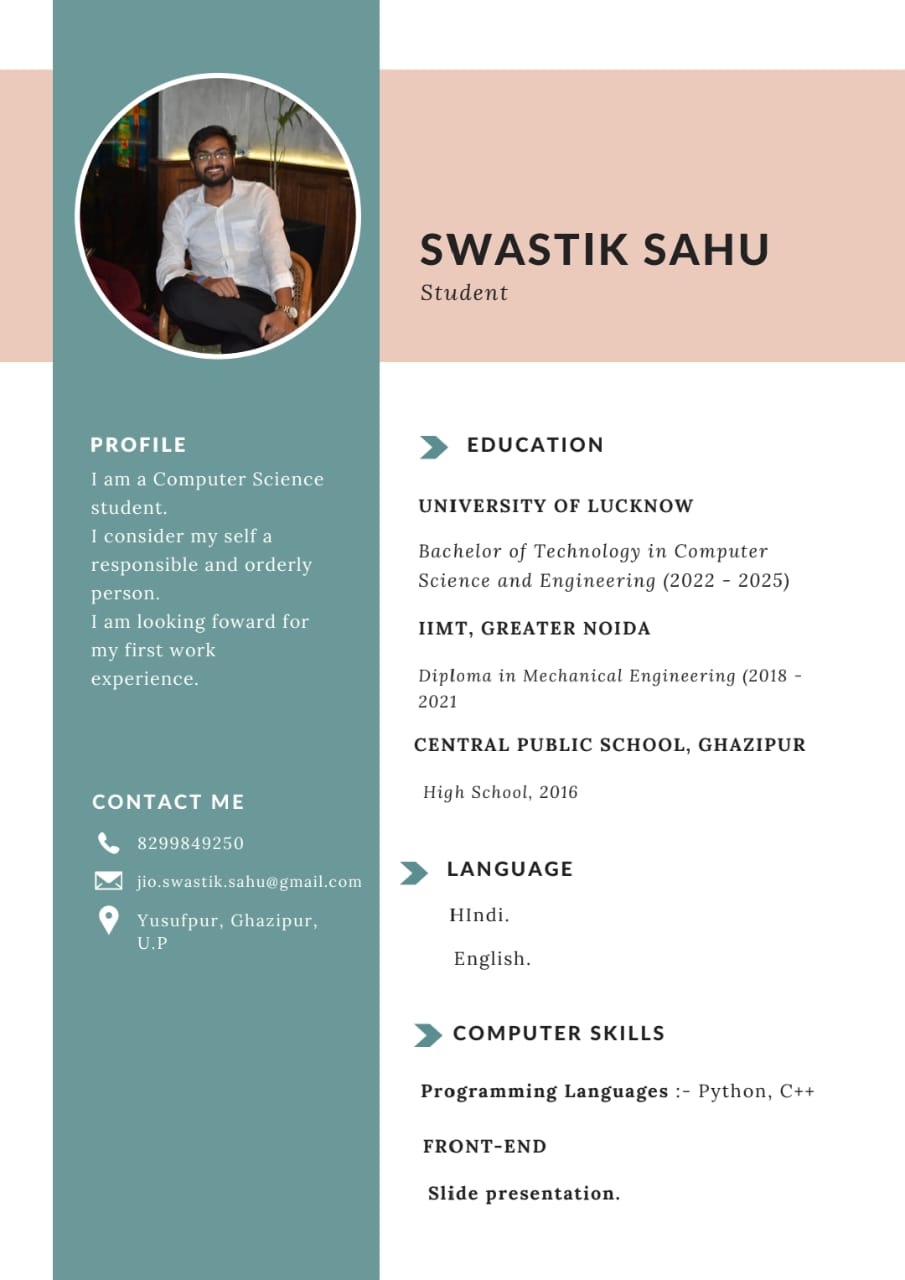 SWASTIK SAHU
Student
PROFILE
I am a Computer Science
student.
I consider my self a
responsible and orderly
person.
I am looking foward for
my first work
experience.
CONTACT ME
8299849250
jio.swastik.sahu@gmail.com
Yusufpur, Ghazipur,
U.P
EDUCATION
UNIVERSITY OF LUCKNOW
Bachelor of Technology in Computer
Science and Engineering (2022 - 2025)
IIMT, GREATER NOIDA
Diploma in Mechanical Engineering (2018 -
2021
CENTRAL PUBLIC SCHOOL, GHAZIPUR
High School, 2016
LANGUAGE
HIndi.
English.
COMPUTER SKILLS
Programming Languages :- Python, C++
FRONT-END
Slide presentation.